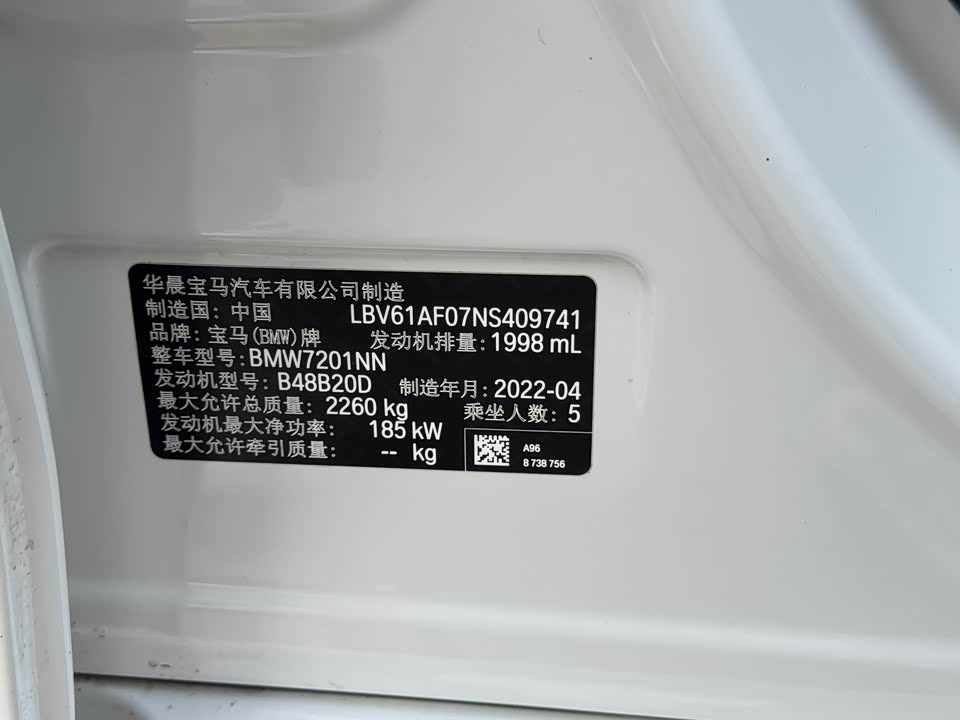 华晨宝马汽车有限公司制造
制造国: 中国 LBV61AF07NS409741
品牌: 宝马(BMW)牌 发动机排量: 1998 mL
整车型号: BMW7201NN
发动机型号: B48B20D 制造年月: 2022-04
最大允许总质量: 2260 kg 乘坐人数: 5
发动机最大净功率: 185 kW
最大允许牵引质量: -- kg
A96
8 738 756